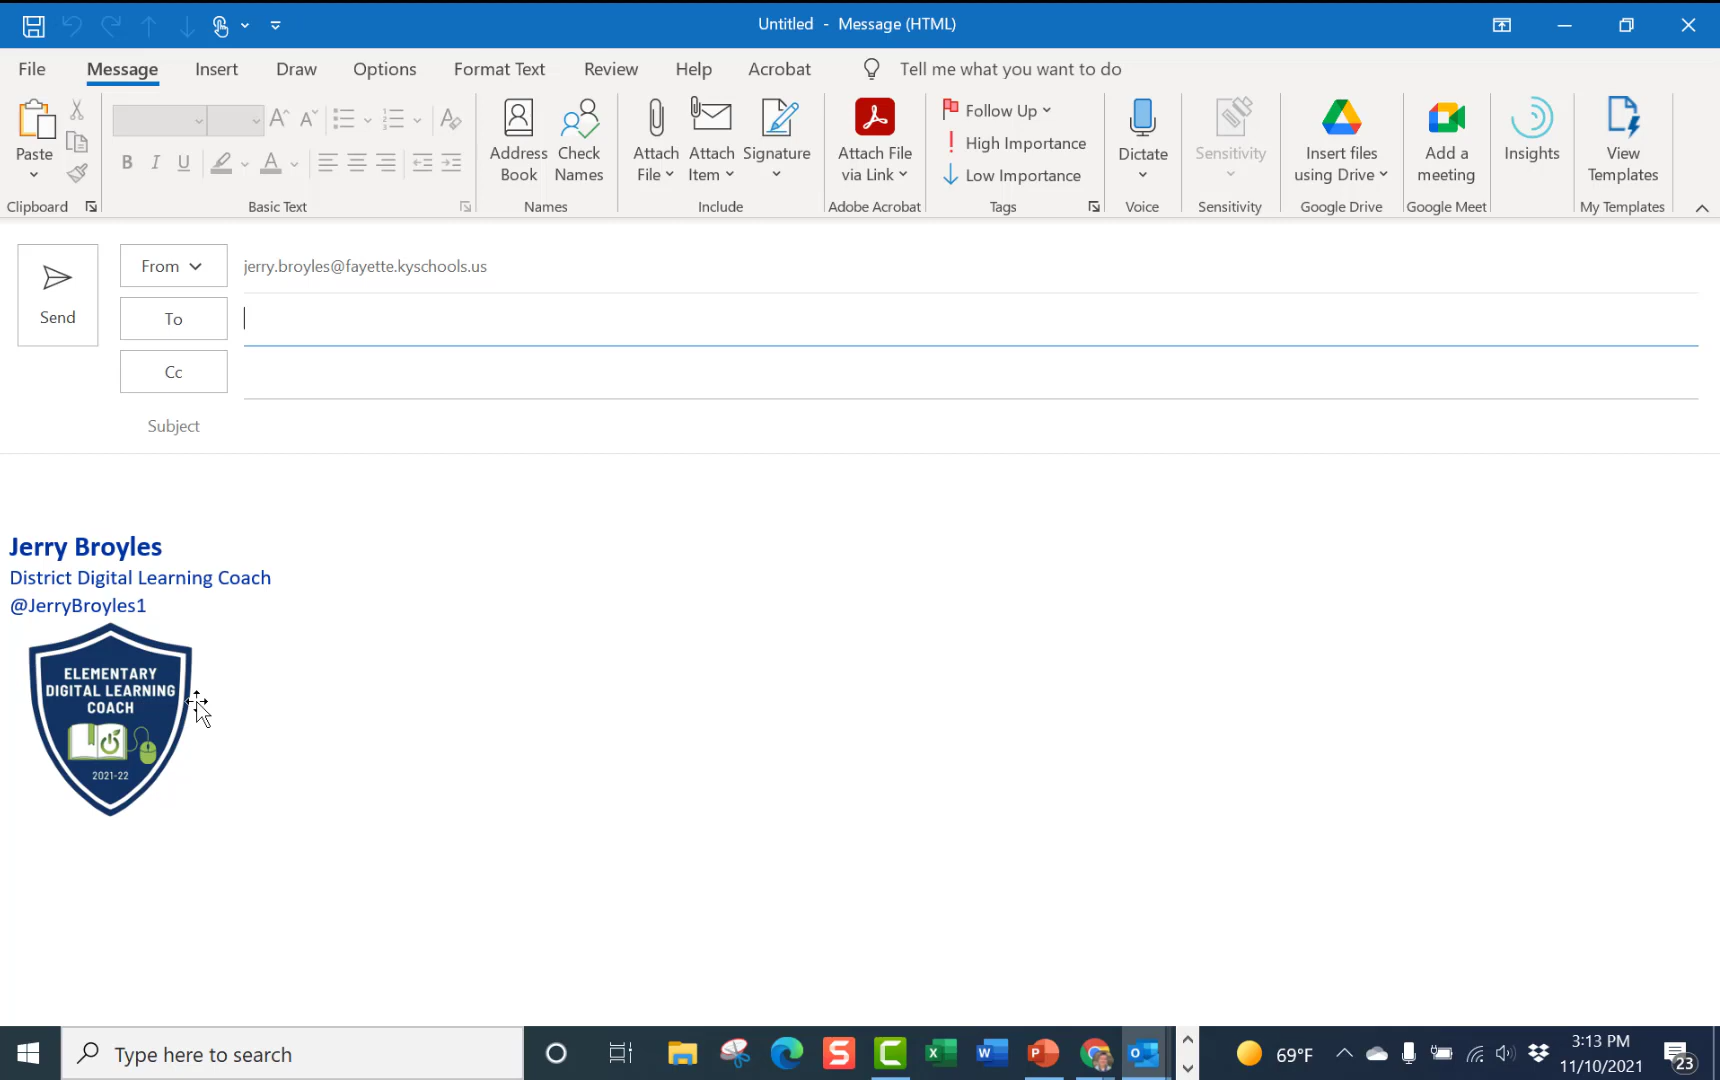 Untitled - Message (HTML)
File Message Insert Draw Options Format Text Review Help Acrobat Tell me what you want to do
Paste
Clipboard
B I U A
Basic Text
Address Book
Check Names
Names
Attach File
Attach Item
Signature
Include
Attach File via Link
Adobe Acrobat
Follow Up
High Importance
Low Importance
Tags
Dictate
Voice
Sensitivity
Sensitivity
Insert files using Drive
Google Drive
Add a meeting
Google Meet
Insights
View Templates
My Templates
Send
From
jerry.broyles@fayette.kyschools.us
To
Cc
Subject
Jerry Broyles
District Digital Learning Coach
@JerryBroyles1
ELEMENTARY
DIGITAL LEARNING
COACH
2021-22
Type here to search
69°F
3:13 PM
11/10/2021
23